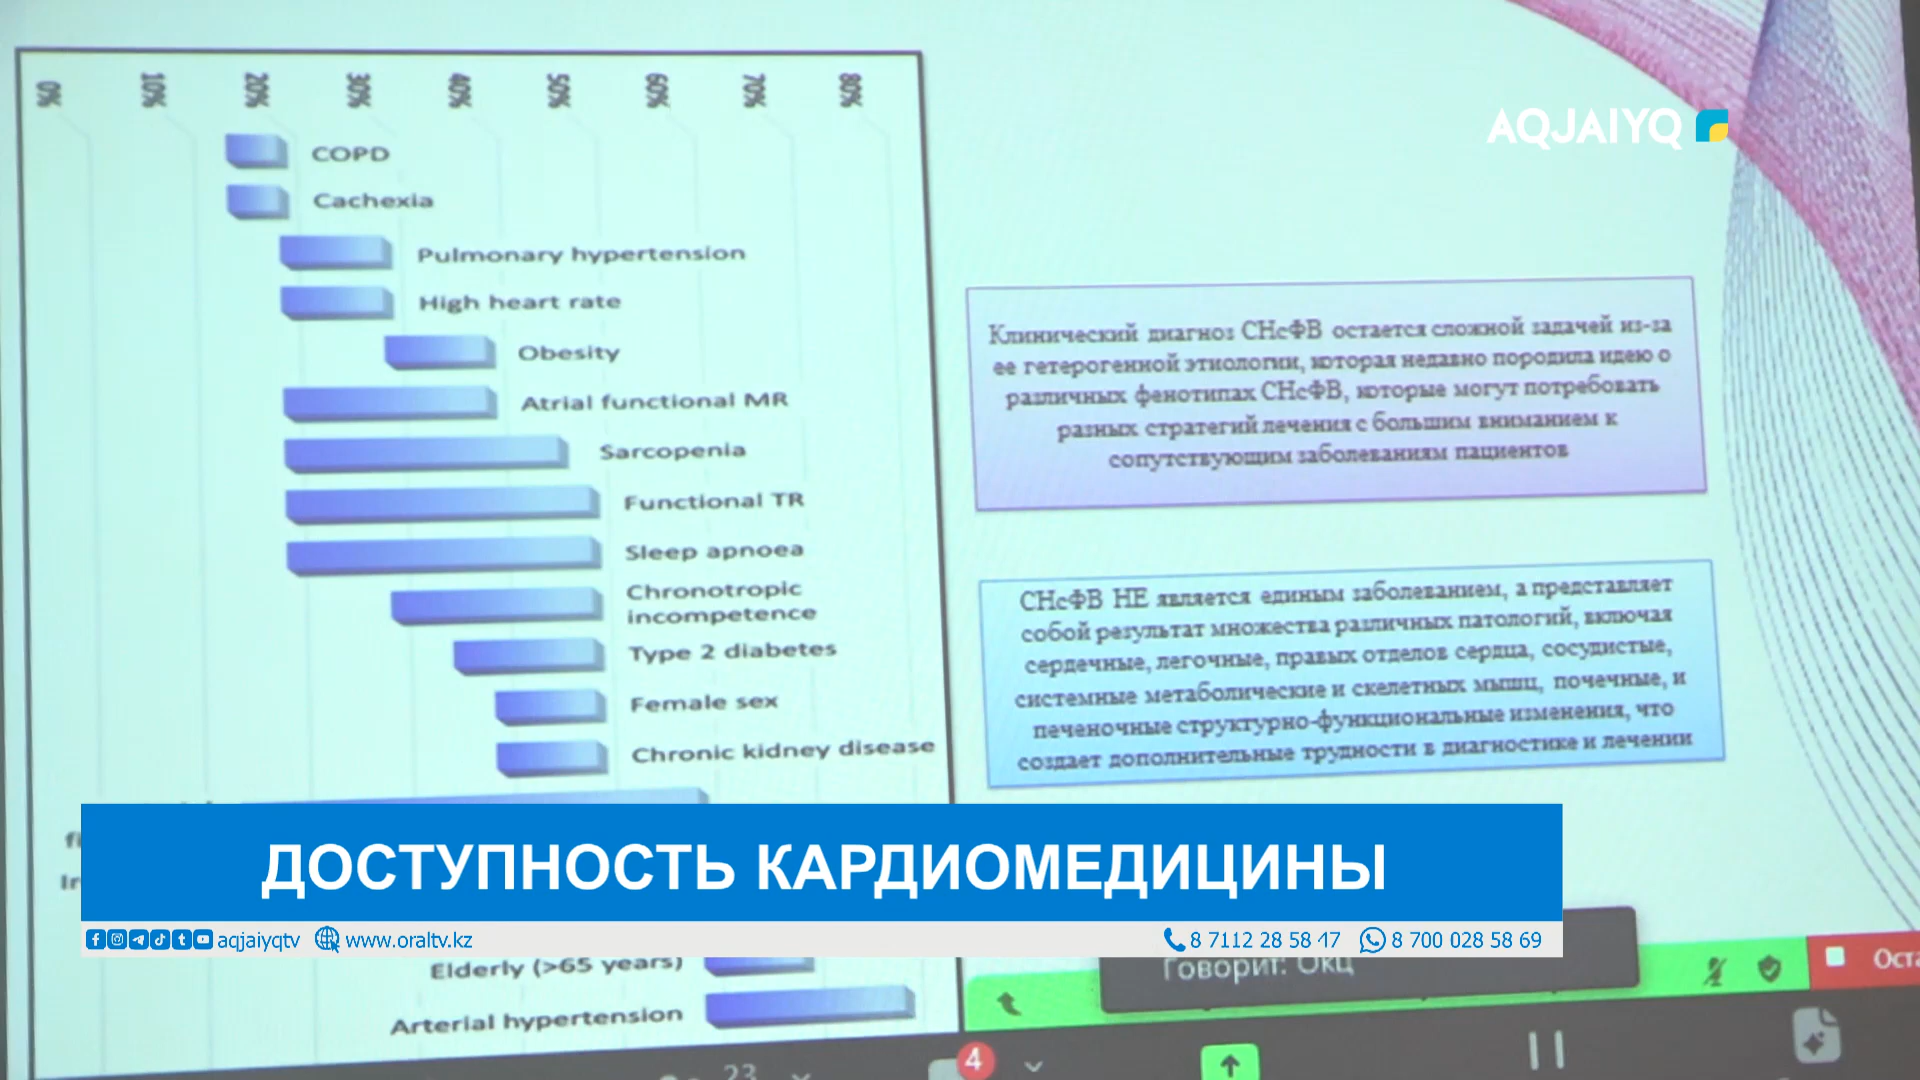 0% 10% 20% 30% 40% 50% 60% 70% 80%
COPD
Cachexia
Pulmonary hypertension
High heart rate
Obesity
Atrial functional MR
Sarcopenia
Functional TR
Sleep apnoea
Chronotropic
incompetence
Type 2 diabetes
Female sex
Chronic kidney disease
Elderly (>65 years)
Arterial hypertension
AQJAIYQ
Клинический диагноз СНсФВ остается сложной задачей из-за
ее гетерогенной этиологии, которая недавно породила идею о
различных фенотипах СНсФВ, которые могут потребовать
разных стратегий лечения с большим вниманием к
сопутствующим заболеваниям пациентов
СНсФВ НЕ является единым заболеванием, а представляет
собой результат множества различных патологий, включая
сердечные, легочные, правых отделов сердца, сосудистые,
системные метаболические и скелетных мышц, почечные, и
печеночные структурно-функциональные изменения, что
создает дополнительные трудности в диагностике и лечении
ДОСТУПНОСТЬ КАРДИОМЕДИЦИНЫ
aqjaiyqtv www.oraltv.kz 8 7112 28 58 17 8 700 028 58 69
Говорит: Окц
Оста
23
4